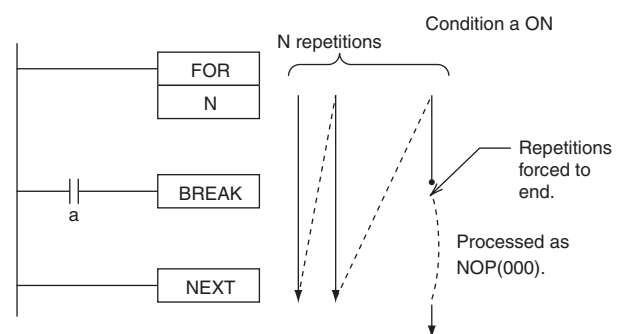 Condition a ON
N repetitions
FOR
N
Repetitions
forced to
end.
BREAK
a
Processed as
NOP(000).
NEXT